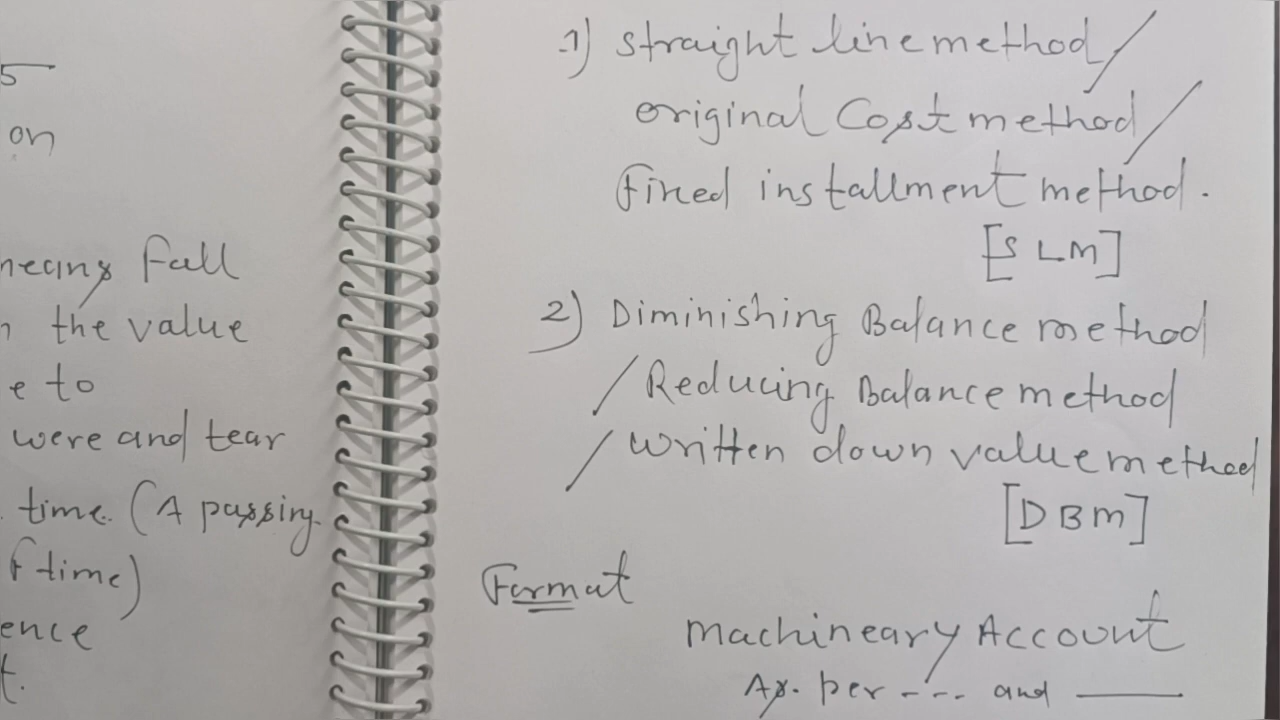 5
on
means fall
the value
e to
were and tear
time. (A passing
f time)
ence
t.
1) straight line method/
original Cost method/
fixed installment method.
[SLM]
2) Diminishing Balance method
/Reducing Balance method
/written down value method
[DBM]
Format
Machineary Account
As. per ---- and ____